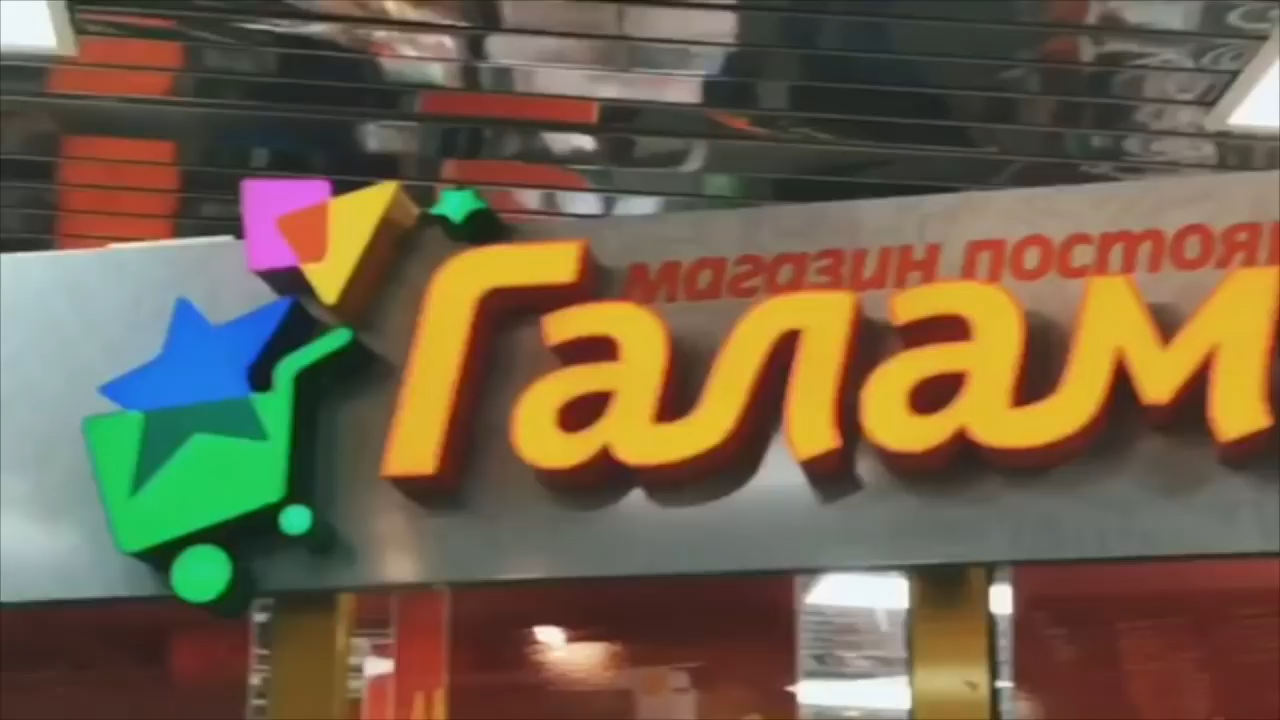 магазин постоя
Галам